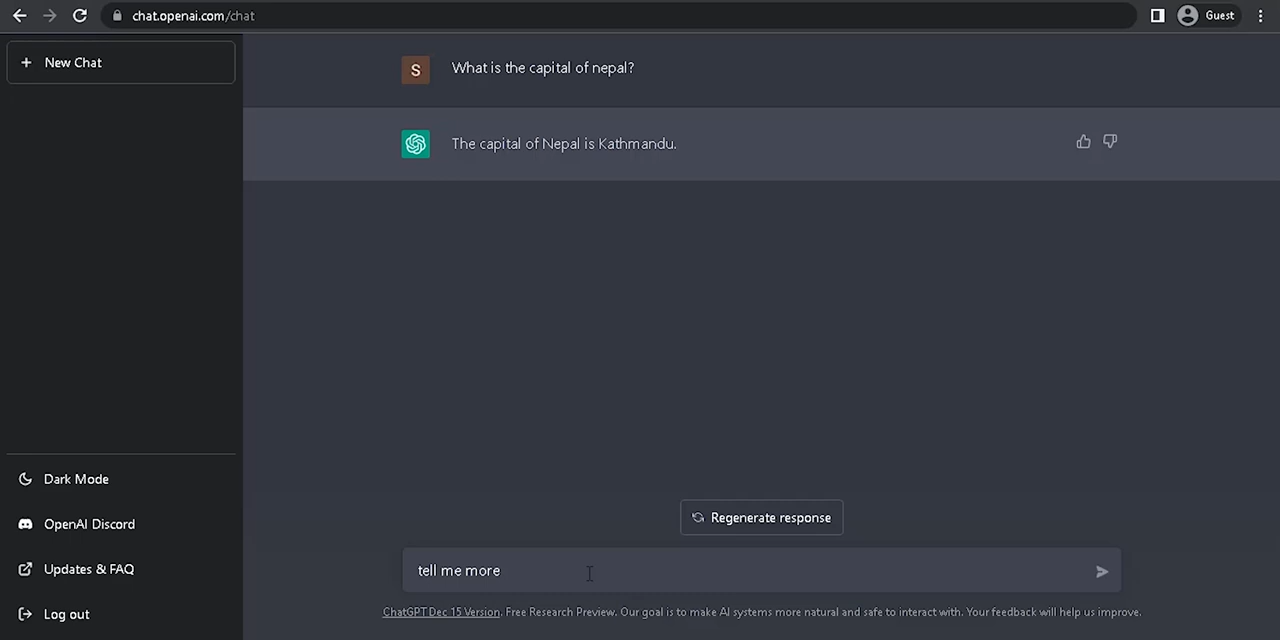 chat.openai.com/chat
Guest
+ New Chat
S
What is the capital of nepal?
The capital of Nepal is Kathmandu.
Regenerate response
tell me more
ChatGPT Dec 15 Version. Free Research Preview. Our goal is to make AI systems more natural and safe to interact with. Your feedback will help us improve.
Dark Mode
OpenAI Discord
Updates & FAQ
Log out